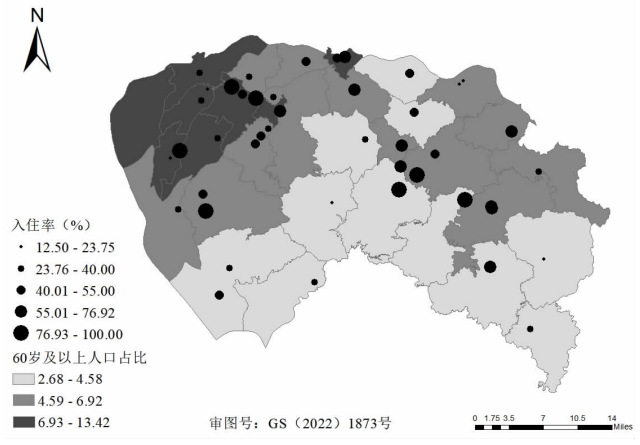 N
入住率（%）
12.50 - 23.75
23.76 - 40.00
40.01 - 55.00
55.01 - 76.92
76.93 - 100.00
60岁及以上人口占比
2.68 - 4.58
4.59 - 6.92
6.93 - 13.42
审图号：GS（2022）1873号
0 1.75 3.5 7 10.5 14
Miles